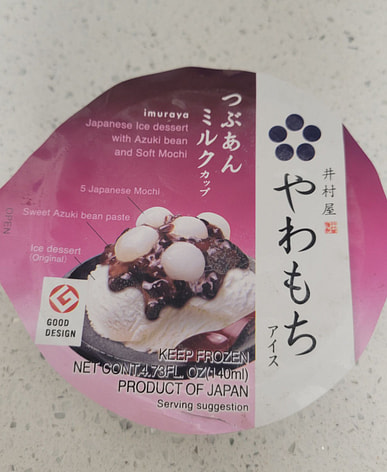 imuraya
Japanese Ice dessert
with Azuki bean
and Soft Mochi
つぶあん
ミルクカップ
井村屋
やわもち
アイス
5 Japanese Mochi
Sweet Azuki bean paste
Ice dessert
(Original)
OPEN
G
GOOD
DESIGN
KEEP FROZEN
NET CONT.4.73FL. OZ(140ml)
PRODUCT OF JAPAN
Serving suggestion